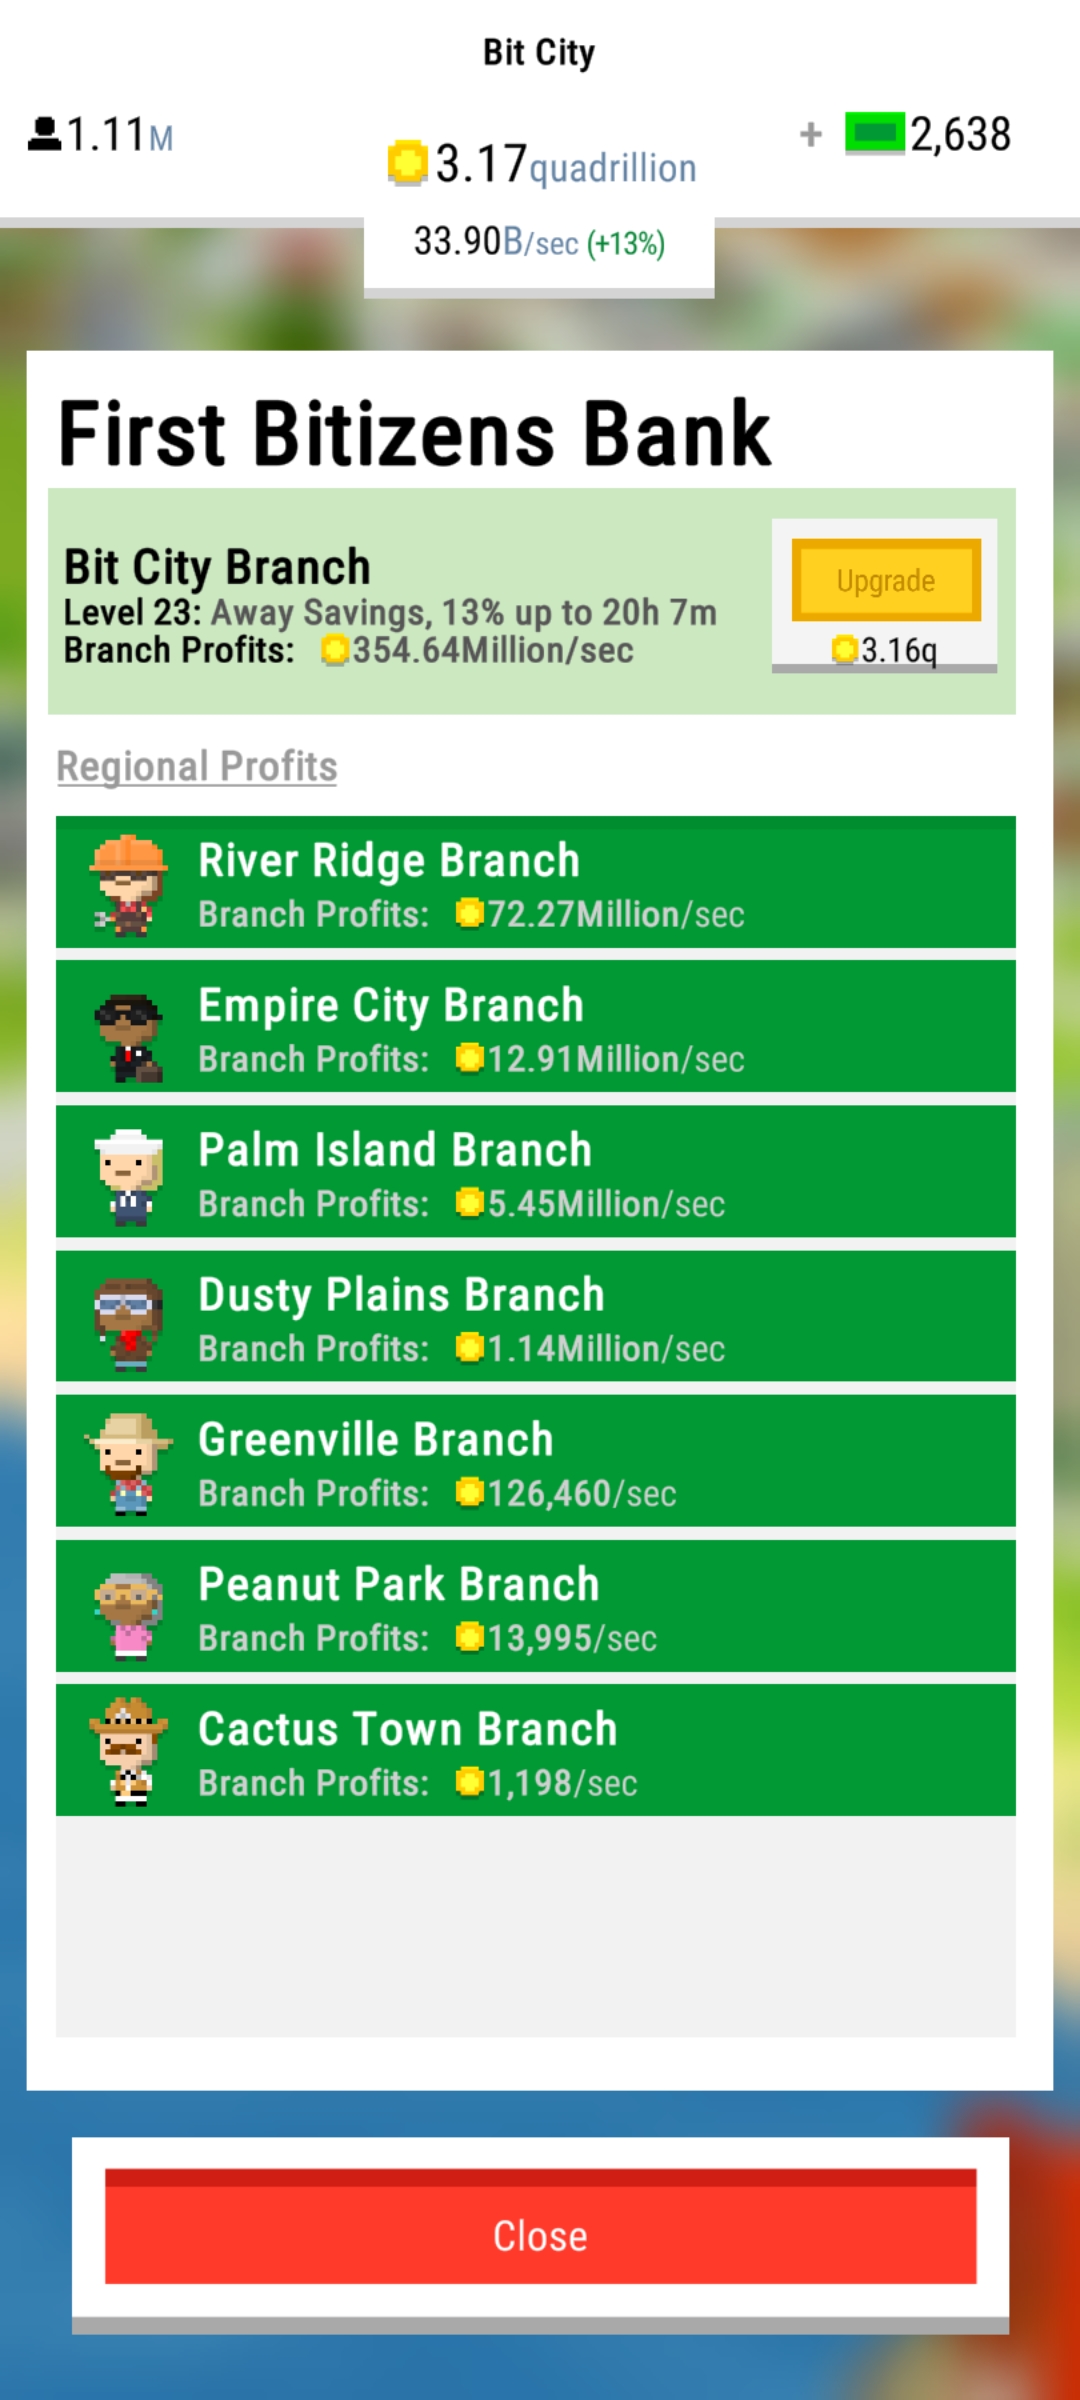 Bit City
1.11M
3.17quadrillion
+ 2,638
33.90B/sec (+13%)
First Bitizens Bank
Bit City Branch
Level 23: Away Savings, 13% up to 20h 7m
Branch Profits: 354.64Million/sec
Upgrade
3.16q
Regional Profits
River Ridge Branch
Branch Profits: 72.27Million/sec
Empire City Branch
Branch Profits: 12.91Million/sec
Palm Island Branch
Branch Profits: 5.45Million/sec
Dusty Plains Branch
Branch Profits: 1.14Million/sec
Greenville Branch
Branch Profits: 126,460/sec
Peanut Park Branch
Branch Profits: 13,995/sec
Cactus Town Branch
Branch Profits: 1,198/sec
Close